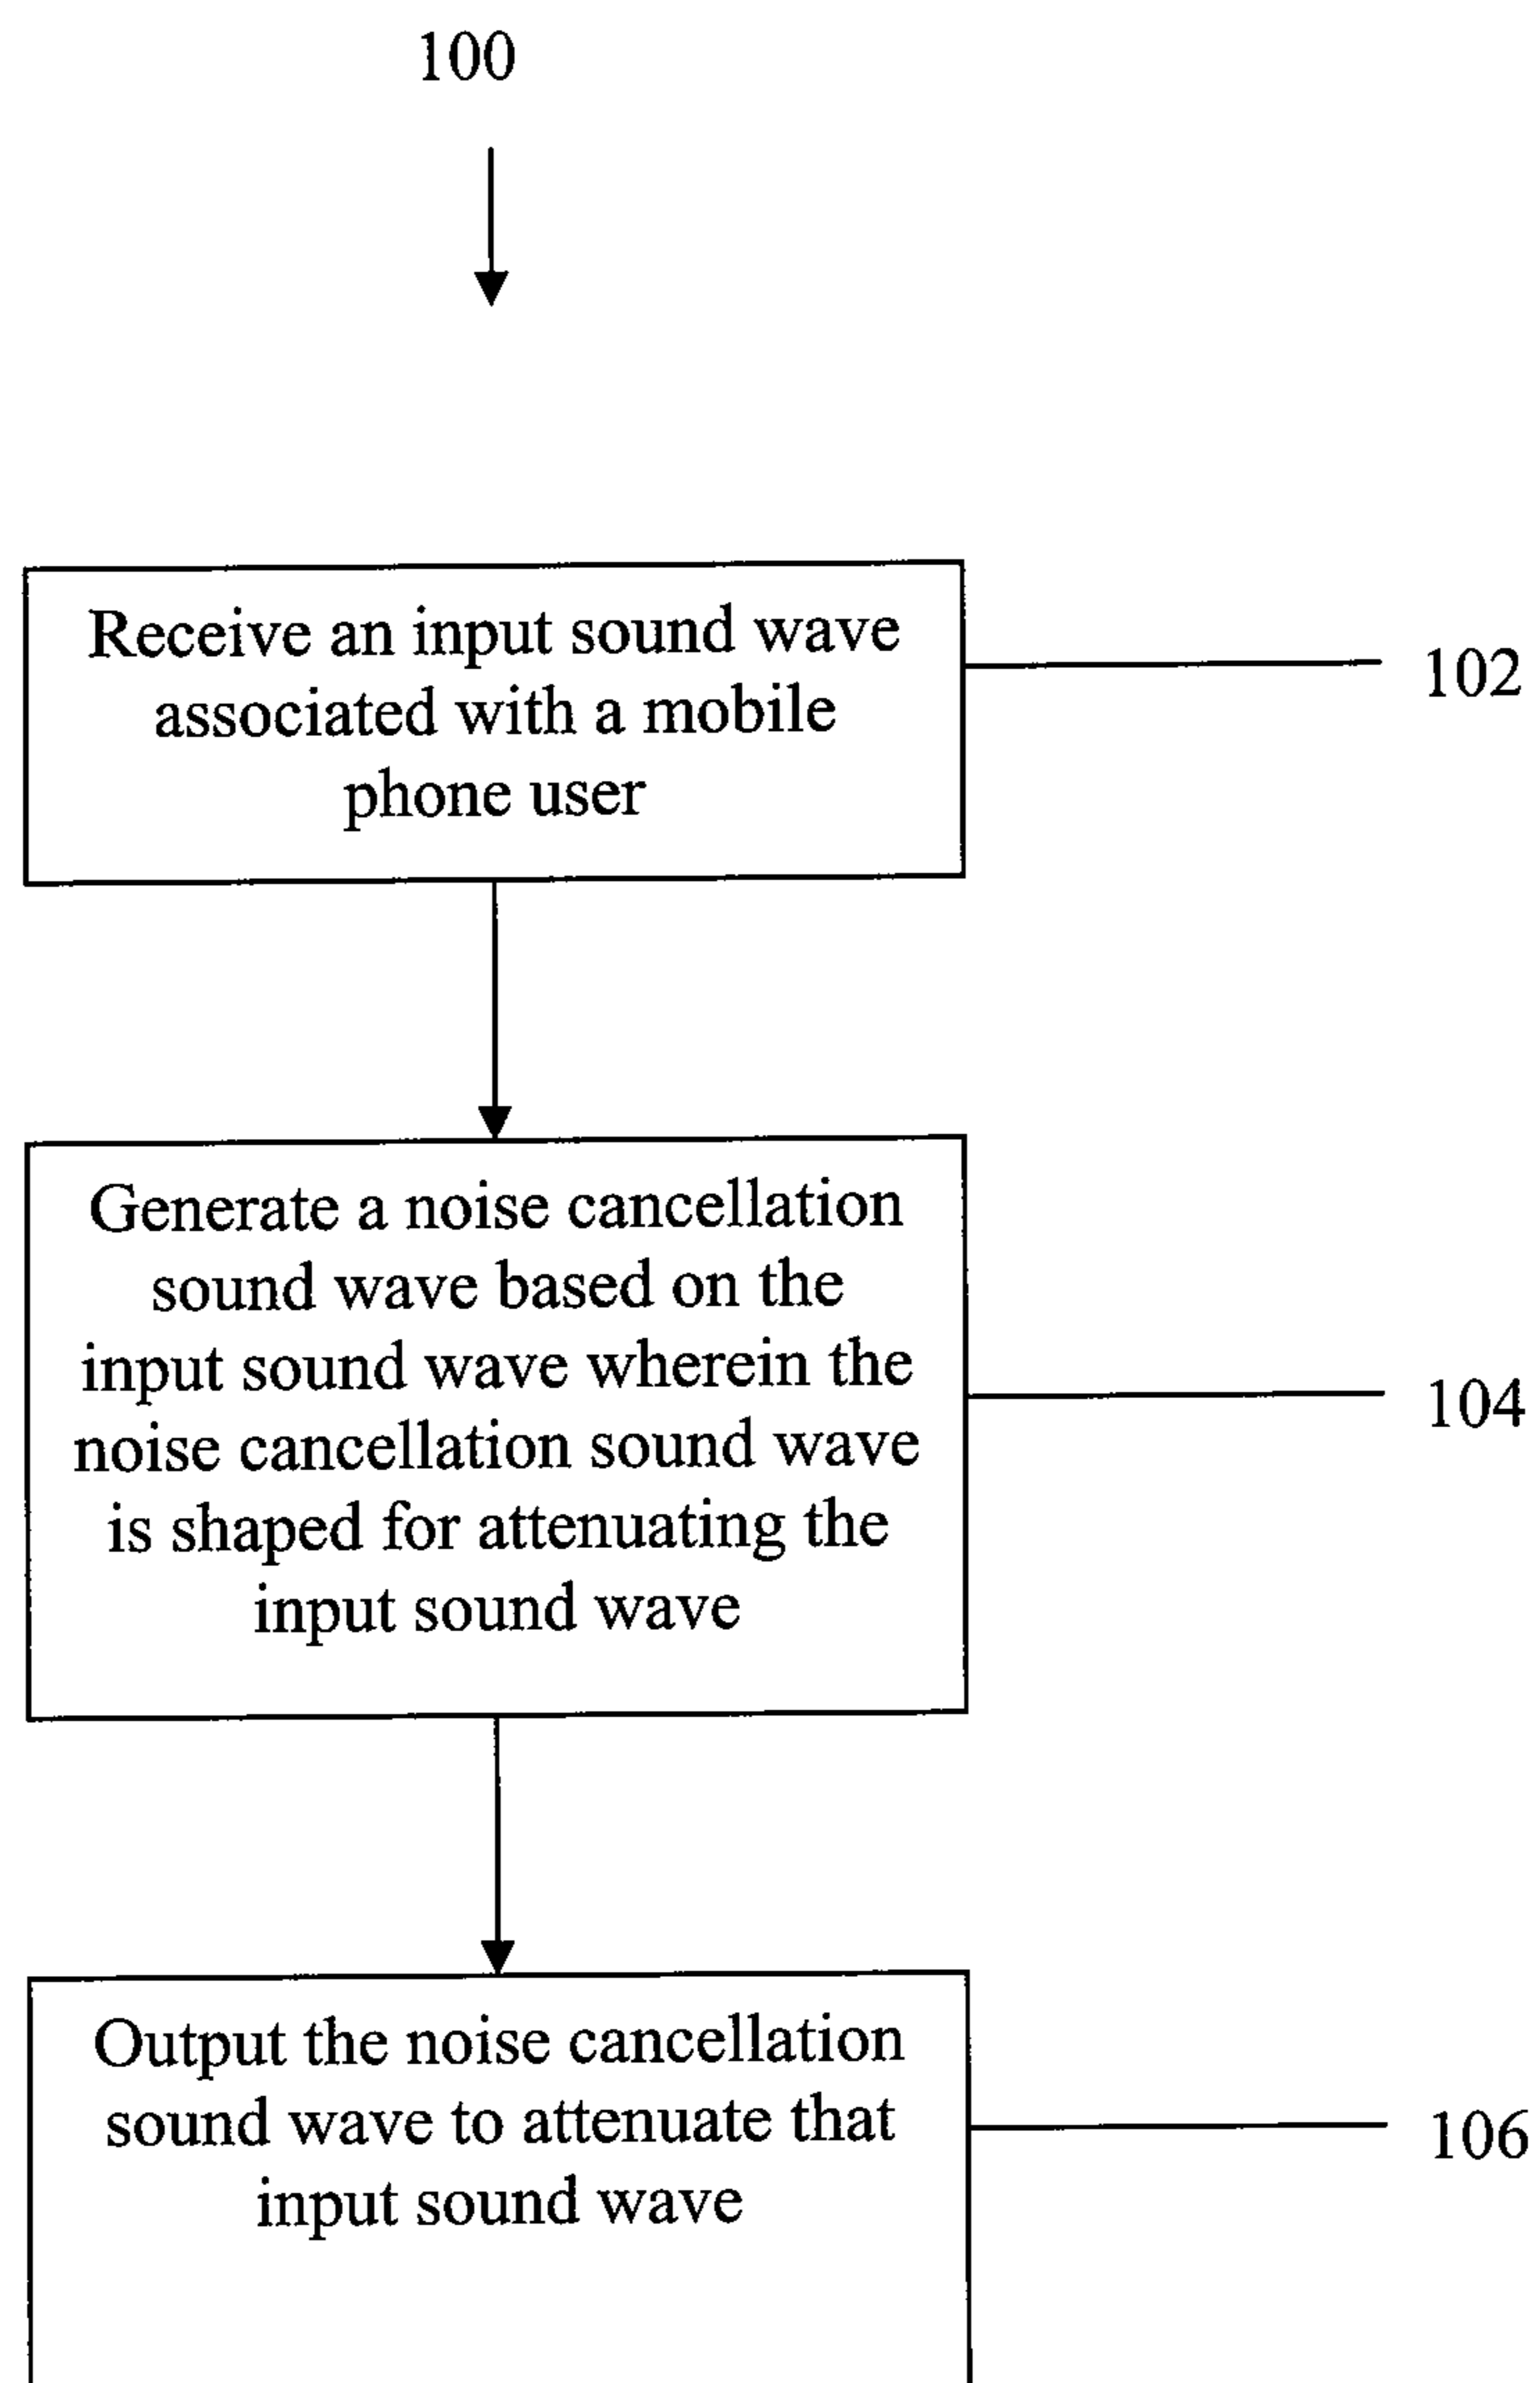 100
Receive an input sound wave
associated with a mobile
phone user
102
Generate a noise cancellation
sound wave based on the
input sound wave wherein the
noise cancellation sound wave
is shaped for attenuating the
input sound wave
104
Output the noise cancellation
sound wave to attenuate that
input sound wave
106